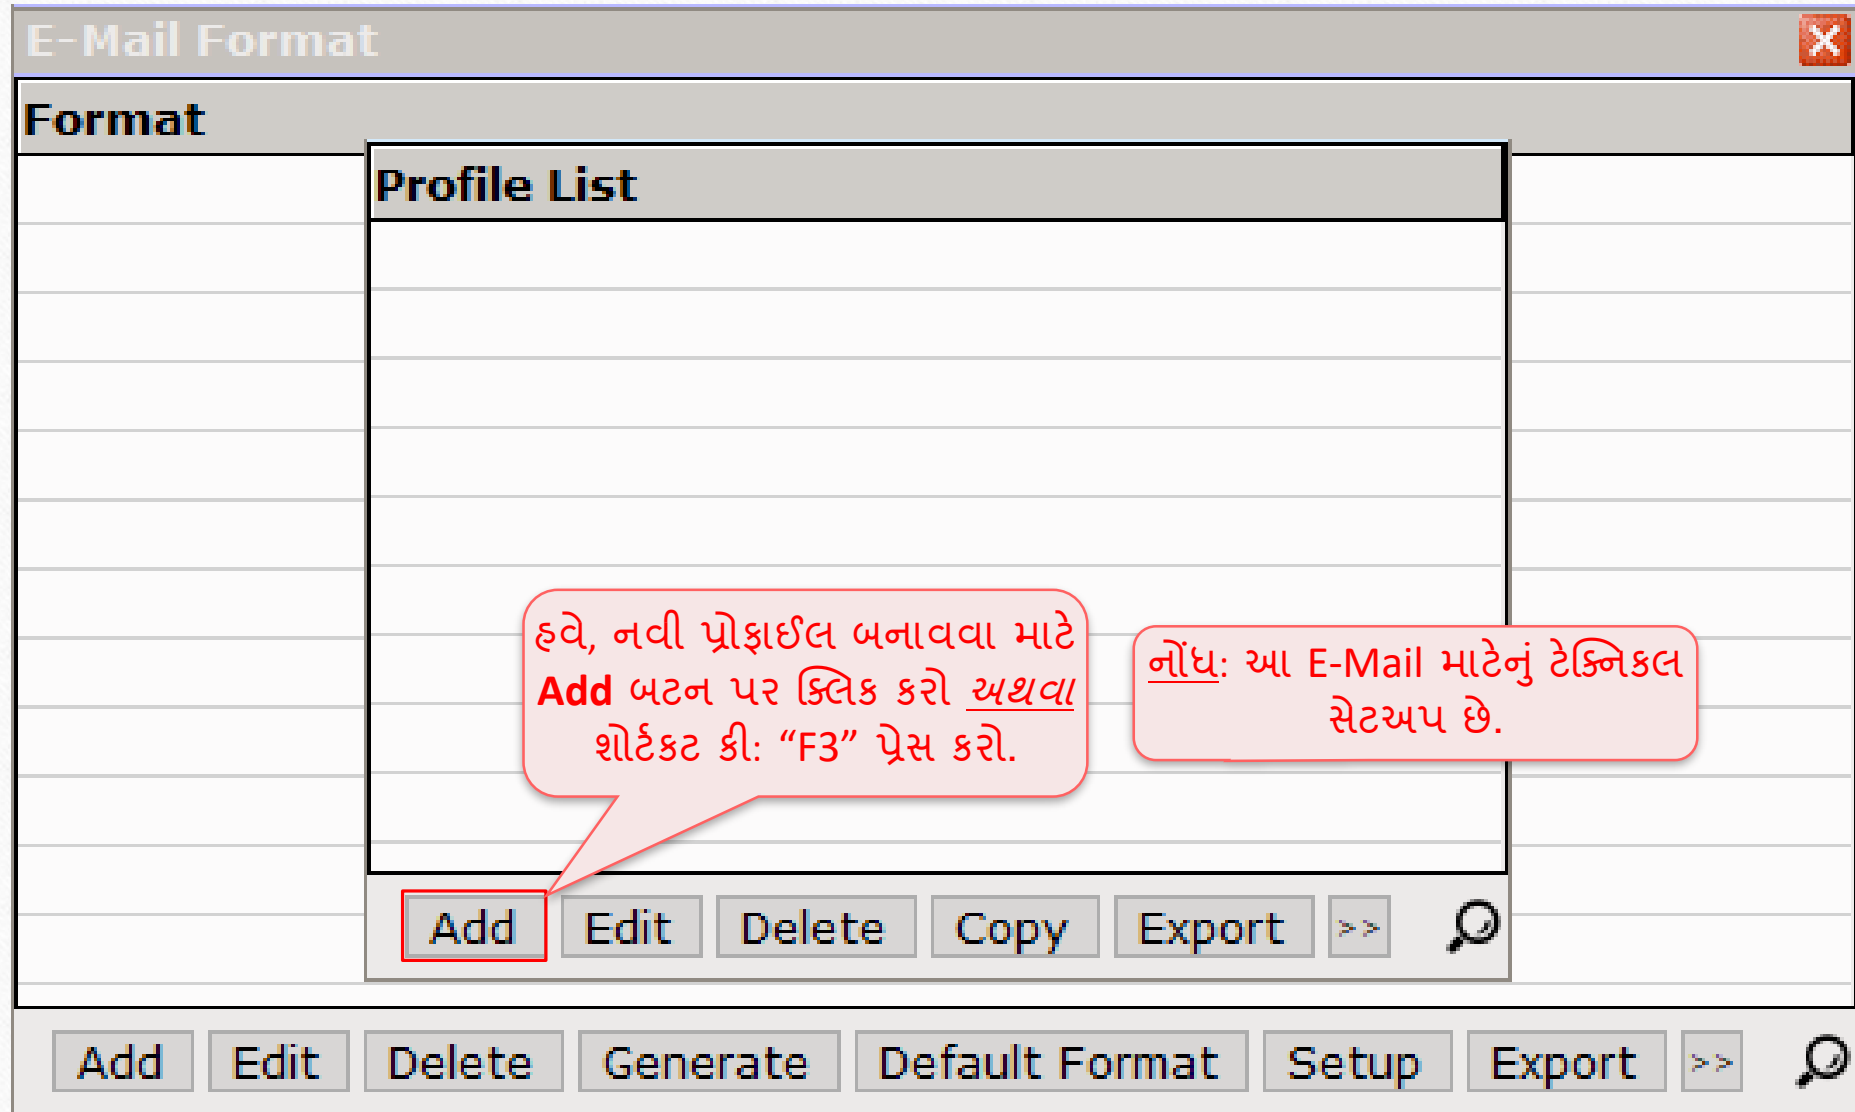 E-Mail Format
Format
Profile List
હવે, નવી પ્રોફાઈલ બનાવવા માટે
Add બટન પર ક્લિક કરો અથવા
શોર્ટકટ કી: “F3” પ્રેસ કરો.
નોંધ: આ E-Mail માટેનું ટેક્નિકલ
સેટઅપ છે.
Add Edit Delete Copy Export >>
Add Edit Delete Generate Default Format Setup Export >>